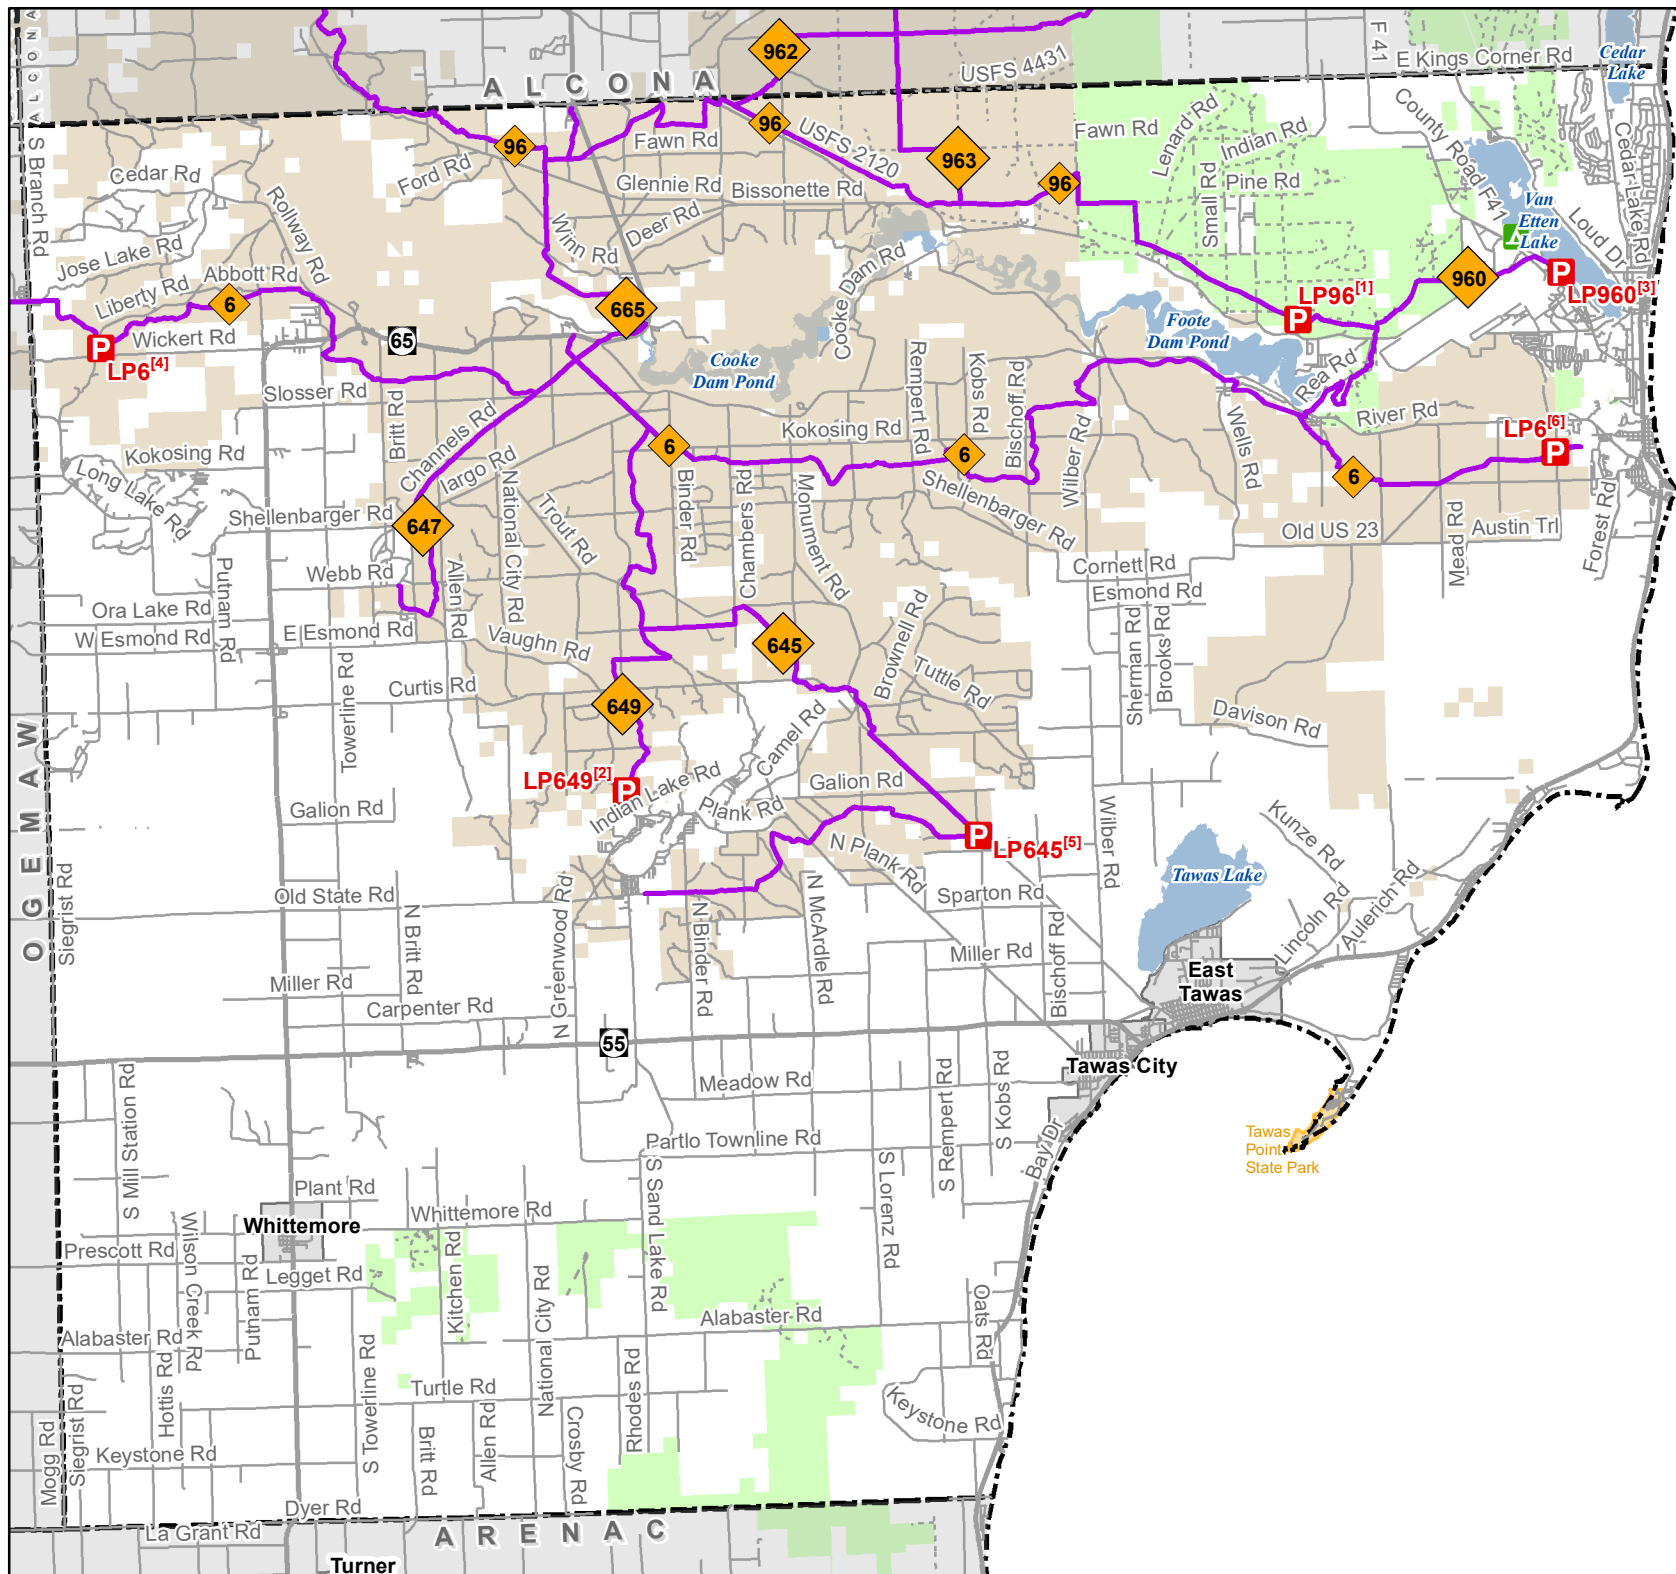 962
F 41
E Kings Corner Rd
Cedar
Lake
USFS 4431
S ALCONA
ALCONA
96
96
USFS 2120
Fawn Rd
Fawn Rd
Lenard Rd
Indian Rd
County Road F41
Cedar Lake Rd
S Branch Rd
Cedar Rd
Ford Rd
963
96
Glennie Rd
Bissonette Rd
Small Rd
Pine Rd
Van
Etten
Lake
Loud Dr
Rollway Rd
Winn Rd
Deer Rd
Jose Lake Rd
Abbott Rd
Liberty Rd
6
Cooke Dam Rd
960
P
LP960[3]
LP96[1]
P
665
Wickert Rd
P
LP6[4]
65
Foote
Dam Pond
Cooke
Dam Pond
Rempert Rd
Kobs Rd
Bischoff Rd
Rea Rd
Slosser Rd
Britt Rd
Channels Rd
River Rd
Wells Rd
Wilber Rd
Kokosing Rd
LP6[6]
P
Kokosing Rd
6
6
6
Long Lake Rd
Iargo Rd
National City Rd
Trout Rd
Binder Rd
Chambers Rd
Monument Rd
Shellenbarger Rd
Shellenbarger Rd
647
Old US 23
Mead Rd
Austin Trl
Forest Rd
Webb Rd
Allen Rd
Cornett Rd
Esmond Rd
Putnam Rd
Ora Lake Rd
W Esmond Rd
E Esmond Rd
Vaughn Rd
645
Brownell Rd
Tuttle Rd
Sherman Rd
Brooks Rd
Towerline Rd
Curtis Rd
649
Camel Rd
Davison Rd
OGEMAW
LP649[2]
P
Indian Lake Rd
Plank Rd
Galion Rd
Galion Rd
P
LP645[5]
Wilber Rd
Kunze Rd
N Plank Rd
Tawas Lake
Lincoln Rd
Aulerich Rd
Siegrist Rd
Old State Rd
N Britt Rd
N Greenwood Rd
N Binder Rd
N McArdle Rd
Sparton Rd
Miller Rd
Bischoff Rd
Miller Rd
East
Tawas
Carpenter Rd
55
Tawas City
S Mill Station Rd
Meadow Rd
S Rempert Rd
S Kobs Rd
Partlo Townline Rd
Bay Dr
Tawas
Point
State Park
S Sand Lake Rd
S Lorenz Rd
Plant Rd
Whittemore
Whittemore Rd
Prescott Rd
Wilson Creek Rd
Putnam Rd
Legget Rd
Kitchen Rd
National City Rd
Alabaster Rd
Alabaster Rd
Oats Rd
Hottis Rd
S Towerline Rd
Rhodes Rd
Turtle Rd
Mogg Rd
Siegrist Rd
Keystone Rd
Britt Rd
Allen Rd
Crosby Rd
Keystone Rd
Dyer Rd
La Grant Rd
ARENAC
Turner